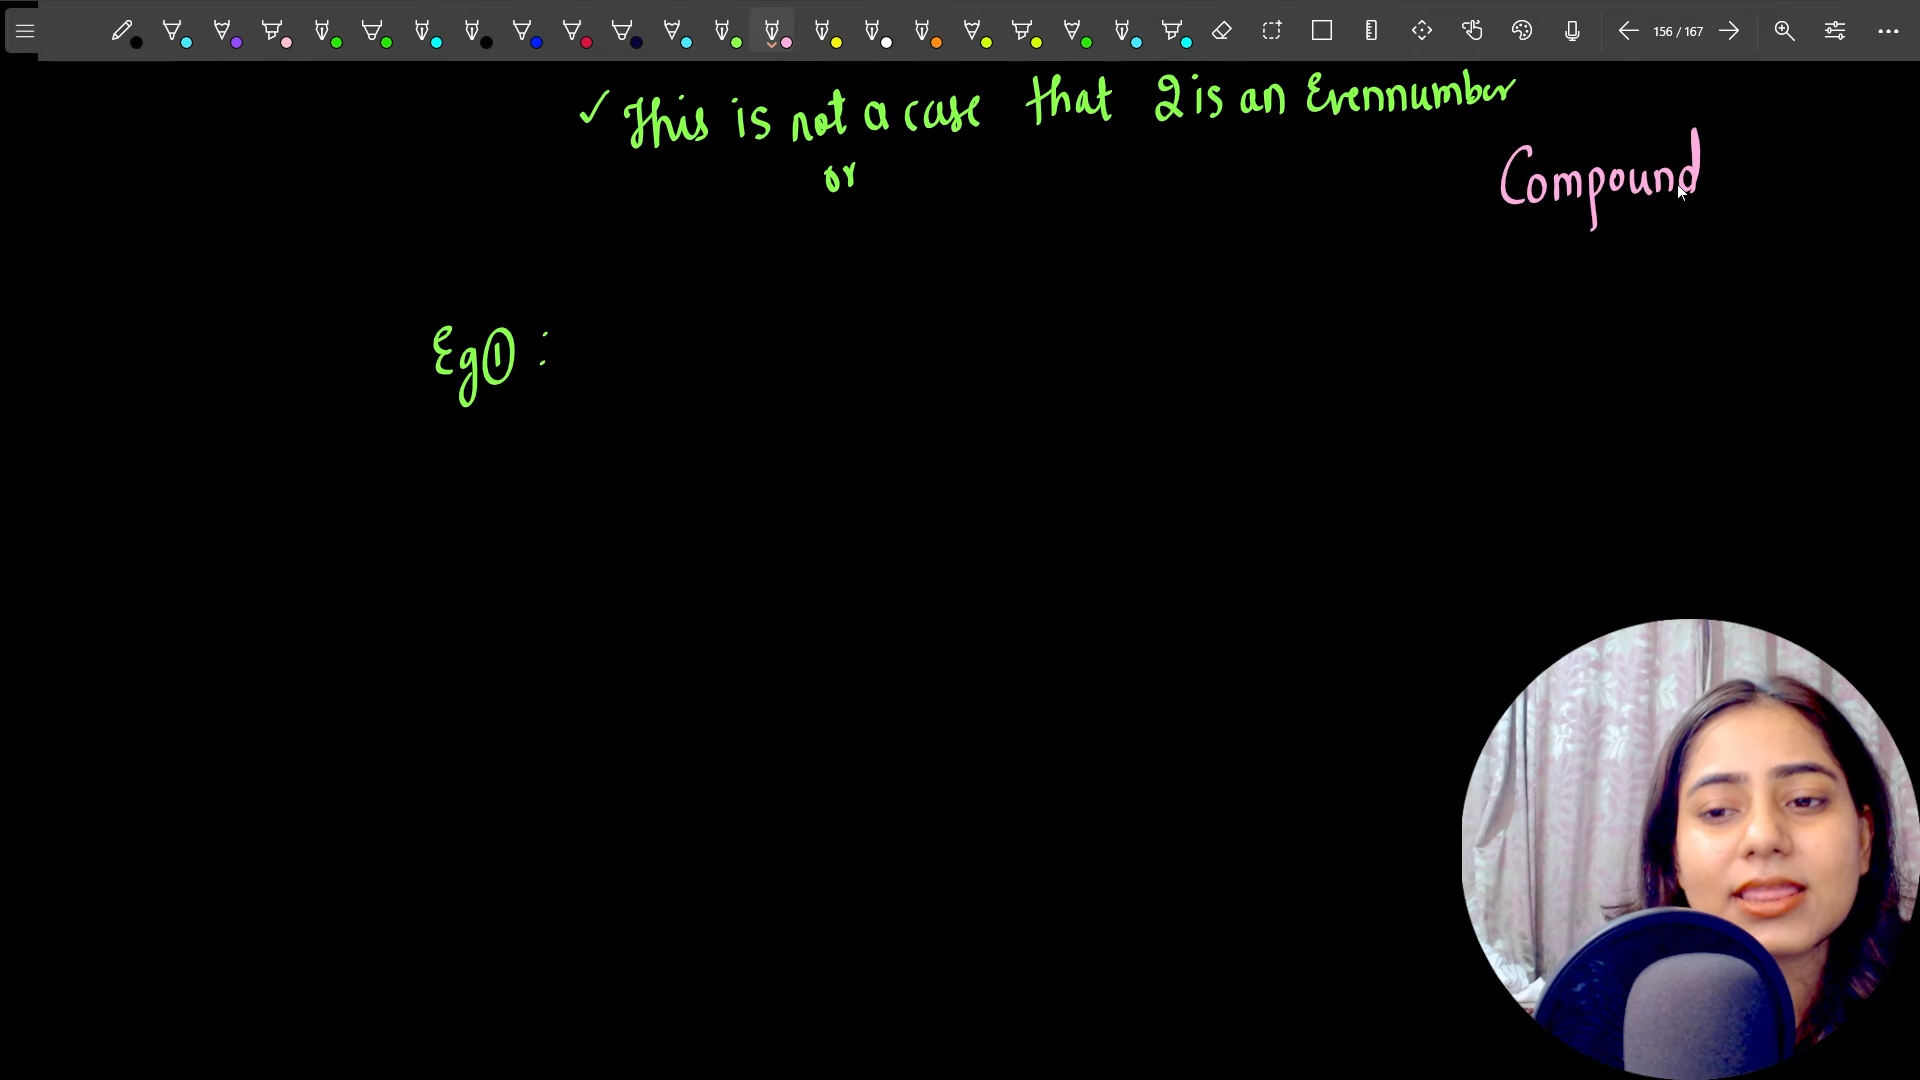 156 / 167
✓ This is not a case that 2 is an Evennumber
or
Compound
Eg① :